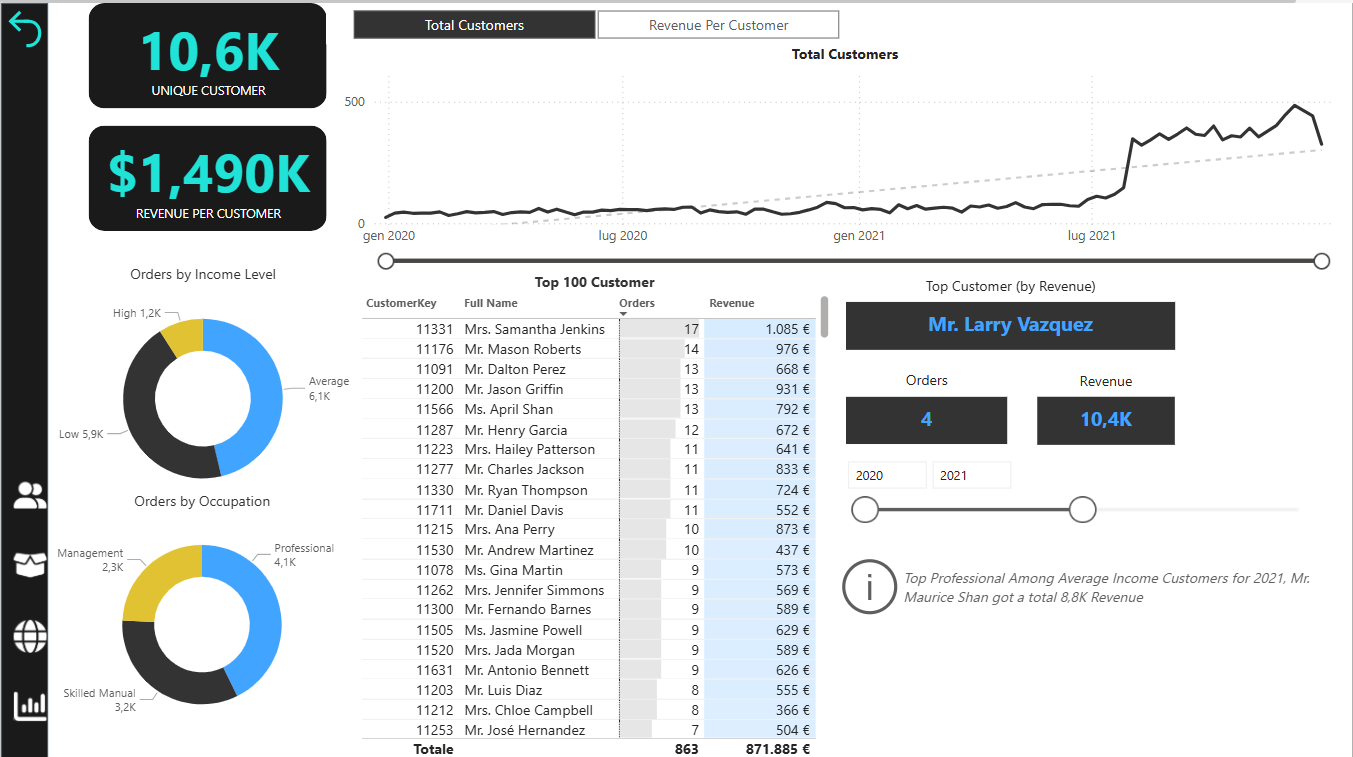 10,6K
UNIQUE CUSTOMER
$1,490K
REVENUE PER CUSTOMER
Orders by Income Level
High 1,2K
Average
6,1K
Low 5,9K
Orders by Occupation
Management
2,3K
Professional
4,1K
Skilled Manual
3,2K
Total Customers
Revenue Per Customer
Total Customers
500
0
gen 2020
lug 2020
gen 2021
lug 2021
Top 100 Customer
CustomerKey Full Name Orders Revenue
11331 Mrs. Samantha Jenkins 17 1.085 €
11176 Mr. Mason Roberts 14 976 €
11091 Mr. Dalton Perez 13 668 €
11200 Mr. Jason Griffin 13 931 €
11566 Ms. April Shan 13 792 €
11287 Mr. Henry Garcia 12 672 €
11223 Mrs. Hailey Patterson 11 641 €
11277 Mr. Charles Jackson 11 833 €
11330 Mr. Ryan Thompson 11 724 €
11711 Mr. Daniel Davis 11 552 €
11215 Mrs. Ana Perry 10 873 €
11530 Mr. Andrew Martinez 10 437 €
11078 Ms. Gina Martin 9 573 €
11262 Mrs. Jennifer Simmons 9 569 €
11300 Mr. Fernando Barnes 9 589 €
11505 Ms. Jasmine Powell 9 629 €
11520 Mrs. Jada Morgan 9 589 €
11631 Mr. Antonio Bennett 9 626 €
11203 Mr. Luis Diaz 8 555 €
11212 Mrs. Chloe Campbell 8 366 €
11253 Mr. José Hernandez 7 504 €
Totale 863 871.885 €
Top Customer (by Revenue)
Mr. Larry Vazquez
Orders
4
Revenue
10,4K
2020
2021
i
Top Professional Among Average Income Customers for 2021, Mr.
Maurice Shan got a total 8,8K Revenue